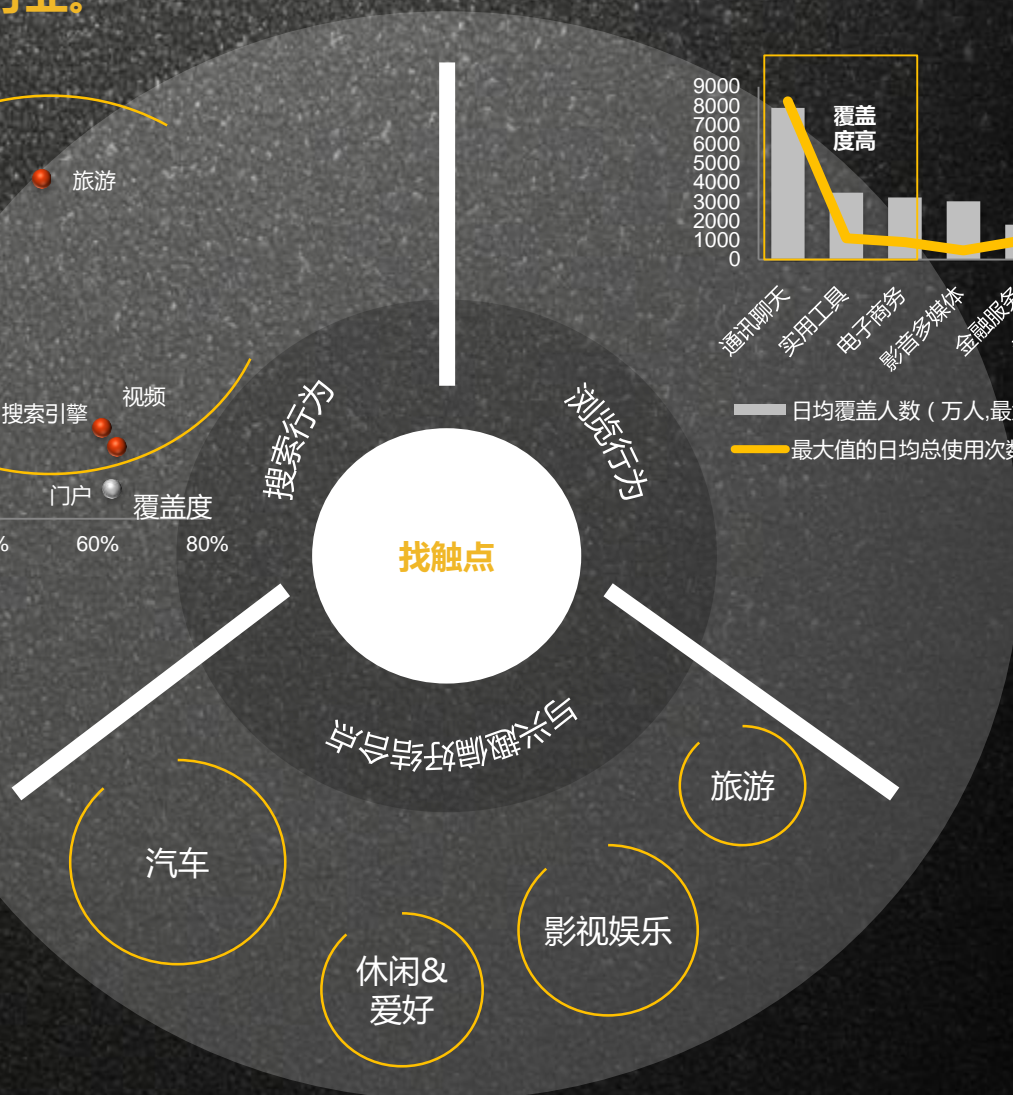 旅游
视频
搜索引擎
门户
覆盖度
60%
80%
9000
8000
7000
6000
5000
4000
3000
2000
1000
0
覆盖
度高
通讯聊天
实用工具
电子商务
影音多媒体
金融服务
日均覆盖人数（万人,最
最大值的日均总使用次数
搜索行为
浏览行为
找触点
与兴趣偏好结合点
旅游
汽车
影视娱乐
休闲&
爱好